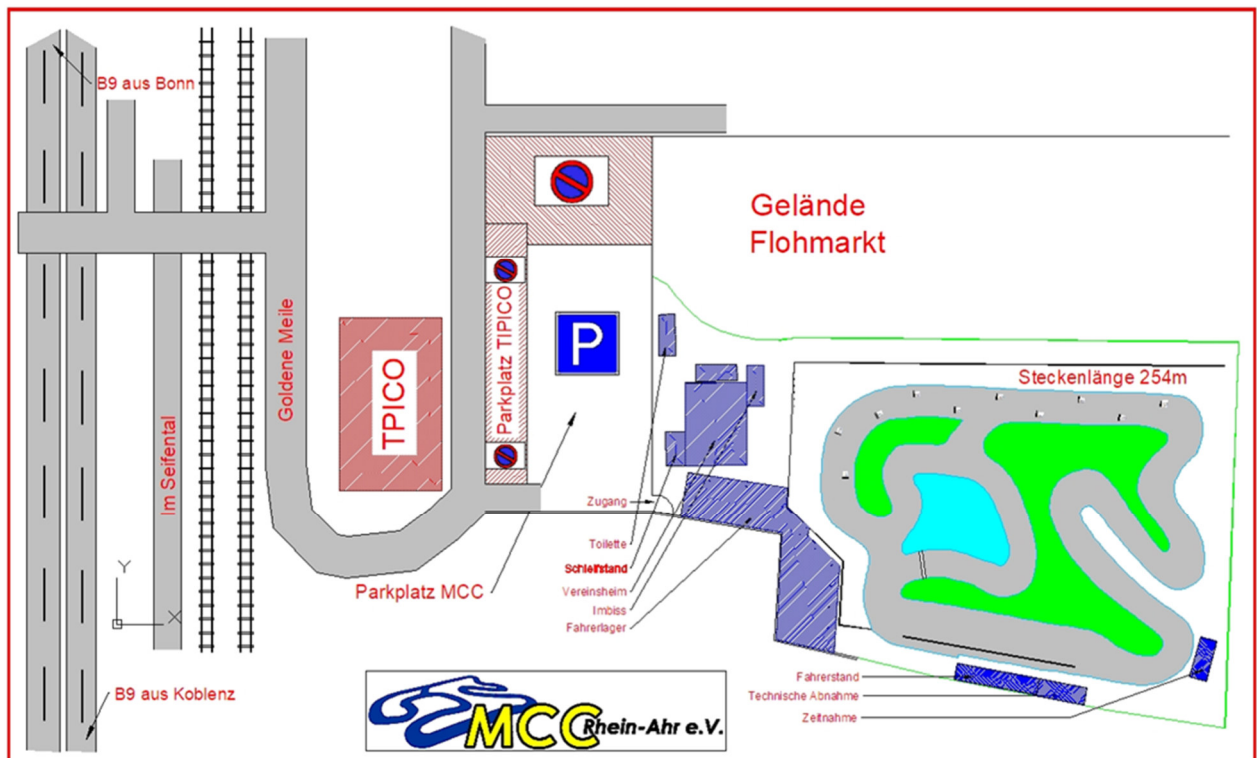 B9 aus Bonn
Gelände
Flohmarkt
Goldene Meile
TPICO
Parkplatz TIPICO
P
Im Seifental
Steckenlänge 254m
Zugang
Toilette
Schleifstand
Vereinsheim
Imbiss
Fahrerlager
Parkplatz MCC
Y
X
B9 aus Koblenz
Fahrerstand
Technische Abnahme
Zeitnahme
MCC Rhein-Ahr e.V.